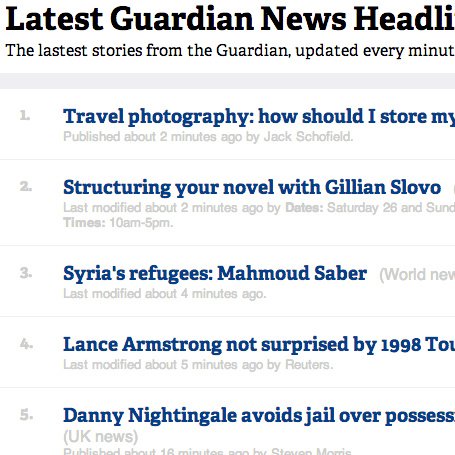 Latest Guardian News Headli
The lastest stories from the Guardian, updated every minut
1. Travel photography: how should I store my
Published about 2 minutes ago by Jack Schofield.
2. Structuring your novel with Gillian Slovo
Last modified about 2 minutes ago by Dates: Saturday 26 and Sund
Times: 10am-5pm.
3. Syria's refugees: Mahmoud Saber (World new
Last modified about 4 minutes ago.
4. Lance Armstrong not surprised by 1998 Tou
Last modified about 5 minutes ago by Reuters.
5. Danny Nightingale avoids jail over possess
(UK news)
Published about 16 minutes ago by Steven Morris.